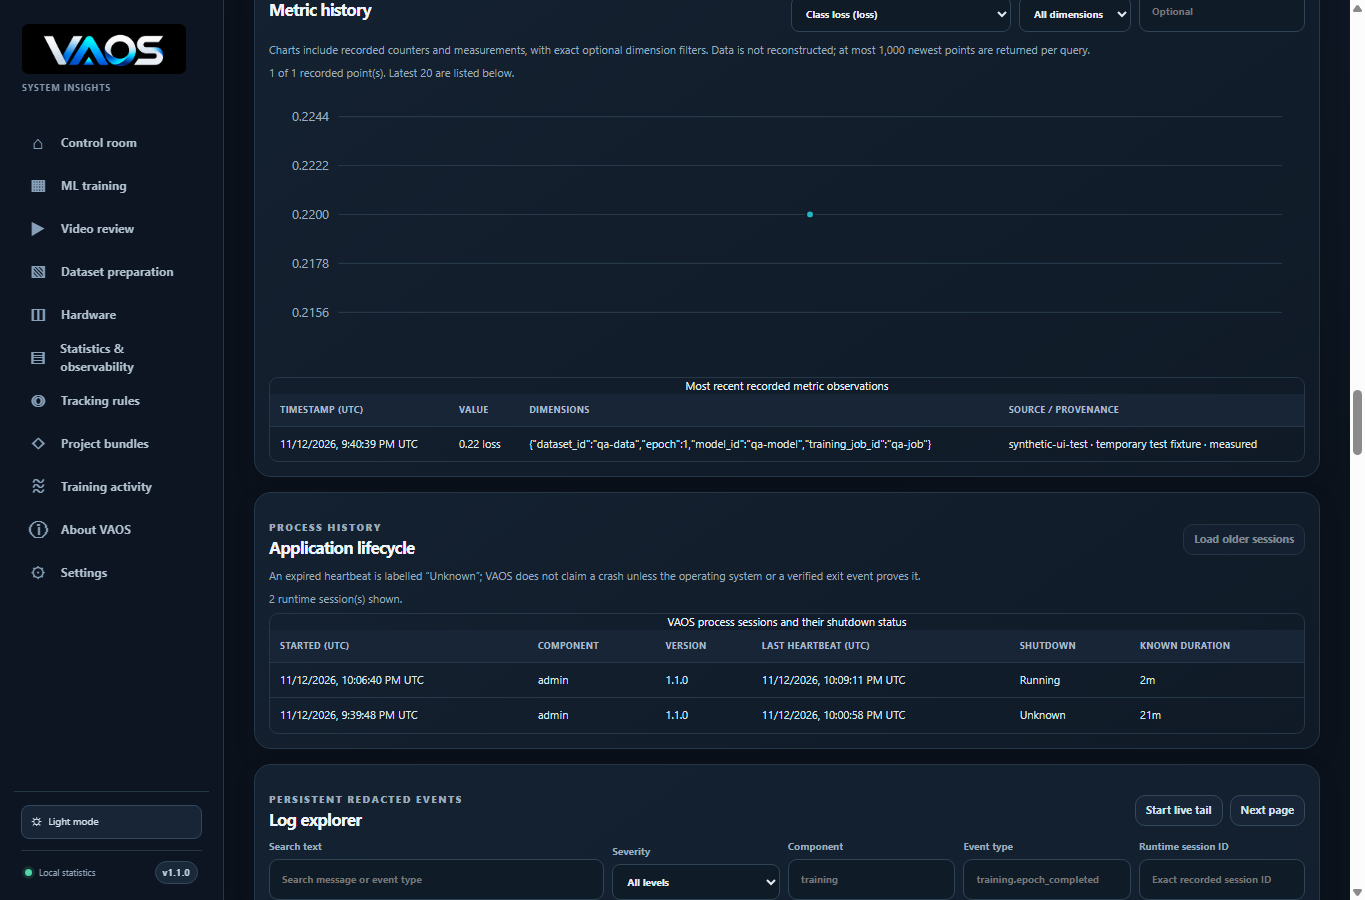 VAOS
SYSTEM INSIGHTS
Control room
ML training
Video review
Dataset preparation
Hardware
Statistics &
observability
Tracking rules
Project bundles
Training activity
About VAOS
Settings
Light mode
Local statistics
v1.1.0
Metric history
Class loss (loss)
All dimensions
Optional
Charts include recorded counters and measurements, with exact optional dimension filters. Data is not reconstructed; at most 1,000 newest points are returned per query.
1 of 1 recorded point(s). Latest 20 are listed below.
0.2244
0.2222
0.2200
0.2178
0.2156
Most recent recorded metric observations
TIMESTAMP (UTC) VALUE DIMENSIONS SOURCE / PROVENANCE
11/12/2026, 9:40:39 PM UTC 0.22 loss {"dataset_id":"qa-data","epoch":1,"model_id":"qa-model","training_job_id":"qa-job"} synthetic-ui-test · temporary test fixture · measured
PROCESS HISTORY
Application lifecycle
Load older sessions
An expired heartbeat is labelled “Unknown”; VAOS does not claim a crash unless the operating system or a verified exit event proves it.
2 runtime session(s) shown.
VAOS process sessions and their shutdown status
STARTED (UTC) COMPONENT VERSION LAST HEARTBEAT (UTC) SHUTDOWN KNOWN DURATION
11/12/2026, 10:06:40 PM UTC admin 1.1.0 11/12/2026, 10:09:11 PM UTC Running 2m
11/12/2026, 9:39:48 PM UTC admin 1.1.0 11/12/2026, 10:00:58 PM UTC Unknown 21m
PERSISTENT REDACTED EVENTS
Log explorer
Start live tail
Next page
Search text Severity Component Event type Runtime session ID
Search message or event type All levels training training.epoch_completed Exact recorded session ID